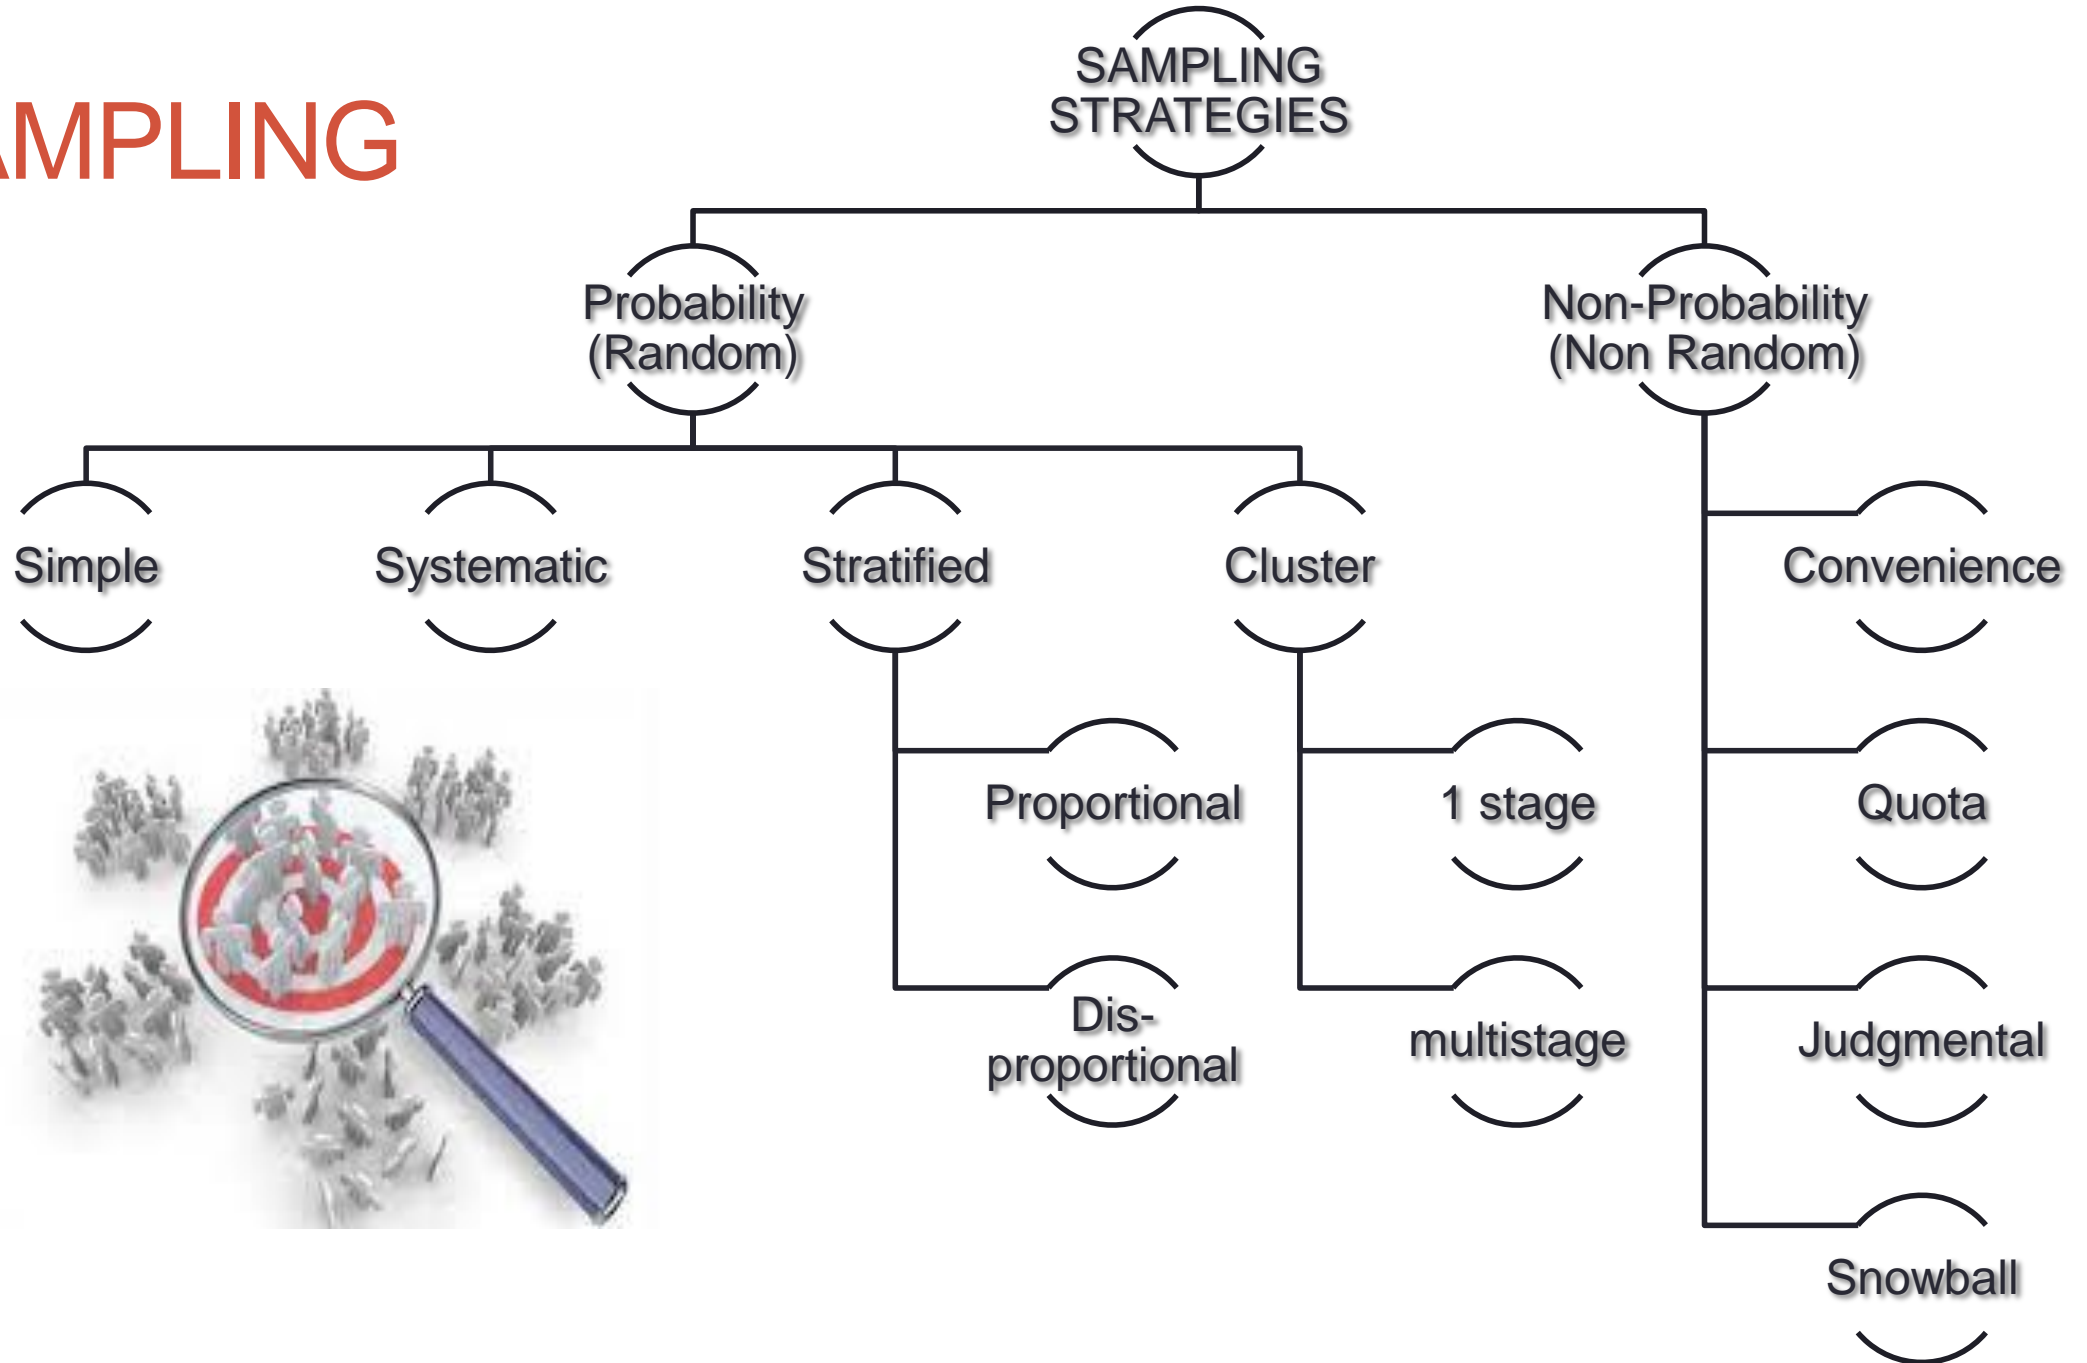 AMPLING
SAMPLING
STRATEGIES
Probability
(Random)
Non-Probability
(Non Random)
Simple
Systematic
Stratified
Cluster
Convenience
Proportional
1 stage
Quota
Dis-
proportional
multistage
Judgmental
Snowball